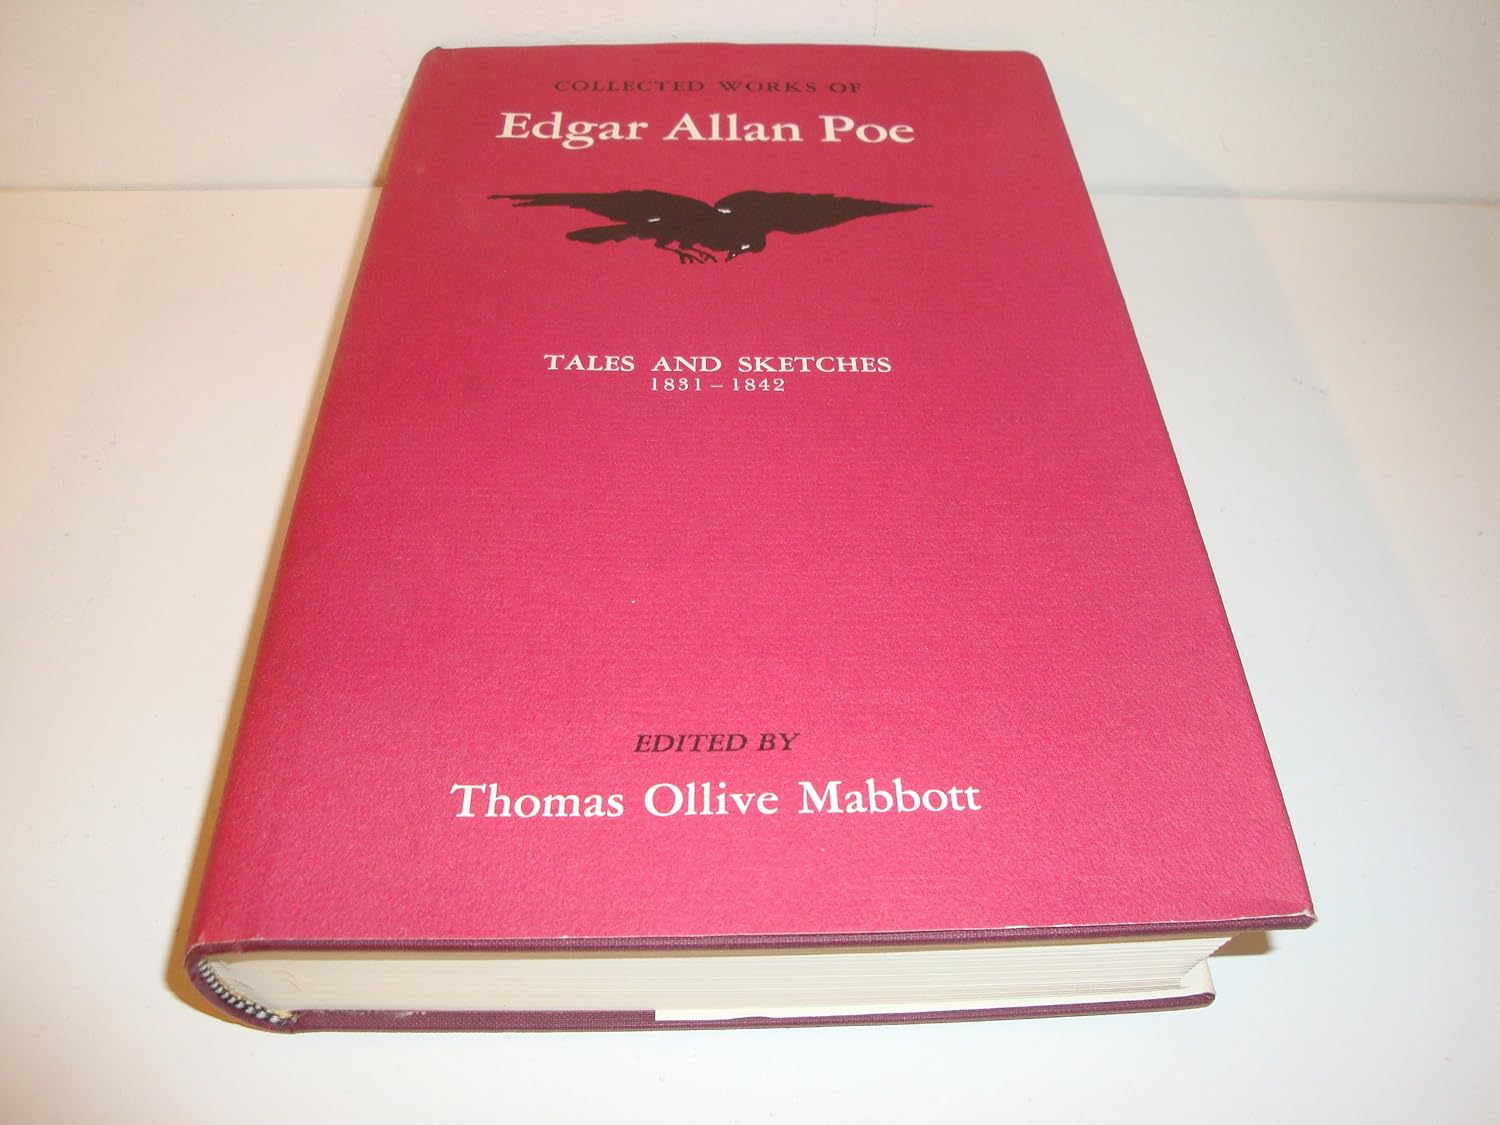 COLLECTED WORKS OF
Edgar Allan Poe
TALES AND SKETCHES
1831–1842
EDITED BY
Thomas Ollive Mabbott